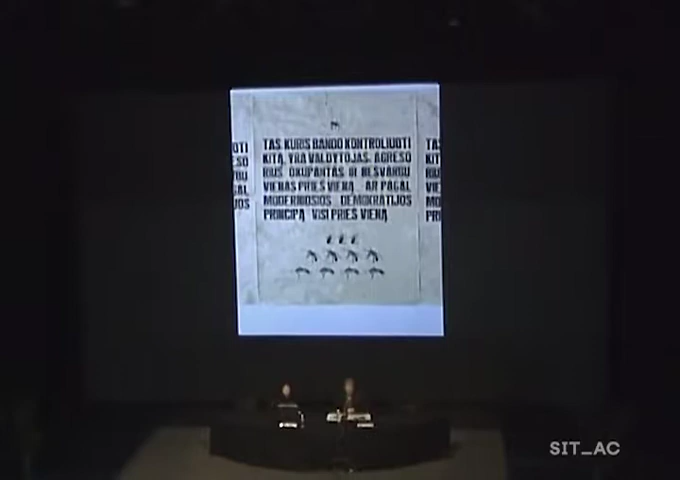 TAS, KURIS BANDO KONTROLIUOTI
KITĄ, YRA VALDYTOJAS, AGRESO
RIUS, OKUPANTAS IR NESVARBU
VIENAS PRIEŠ VIENĄ, AR PAGAL
MODERNIOSIOS DEMOKRATIJOS
PRINCIPĄ VISI PRIEŠ VIENĄ
SIT_AC